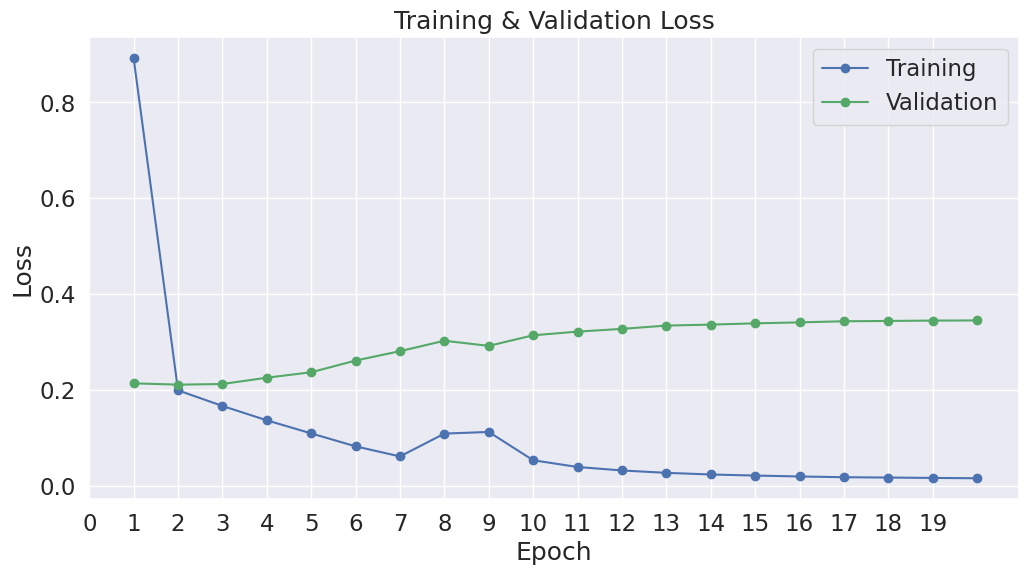 Training & Validation Loss
Training
Validation
Loss
0.8
0.6
0.4
0.2
0.0
0 1 2 3 4 5 6 7 8 9 10 11 12 13 14 15 16 17 18 19
Epoch